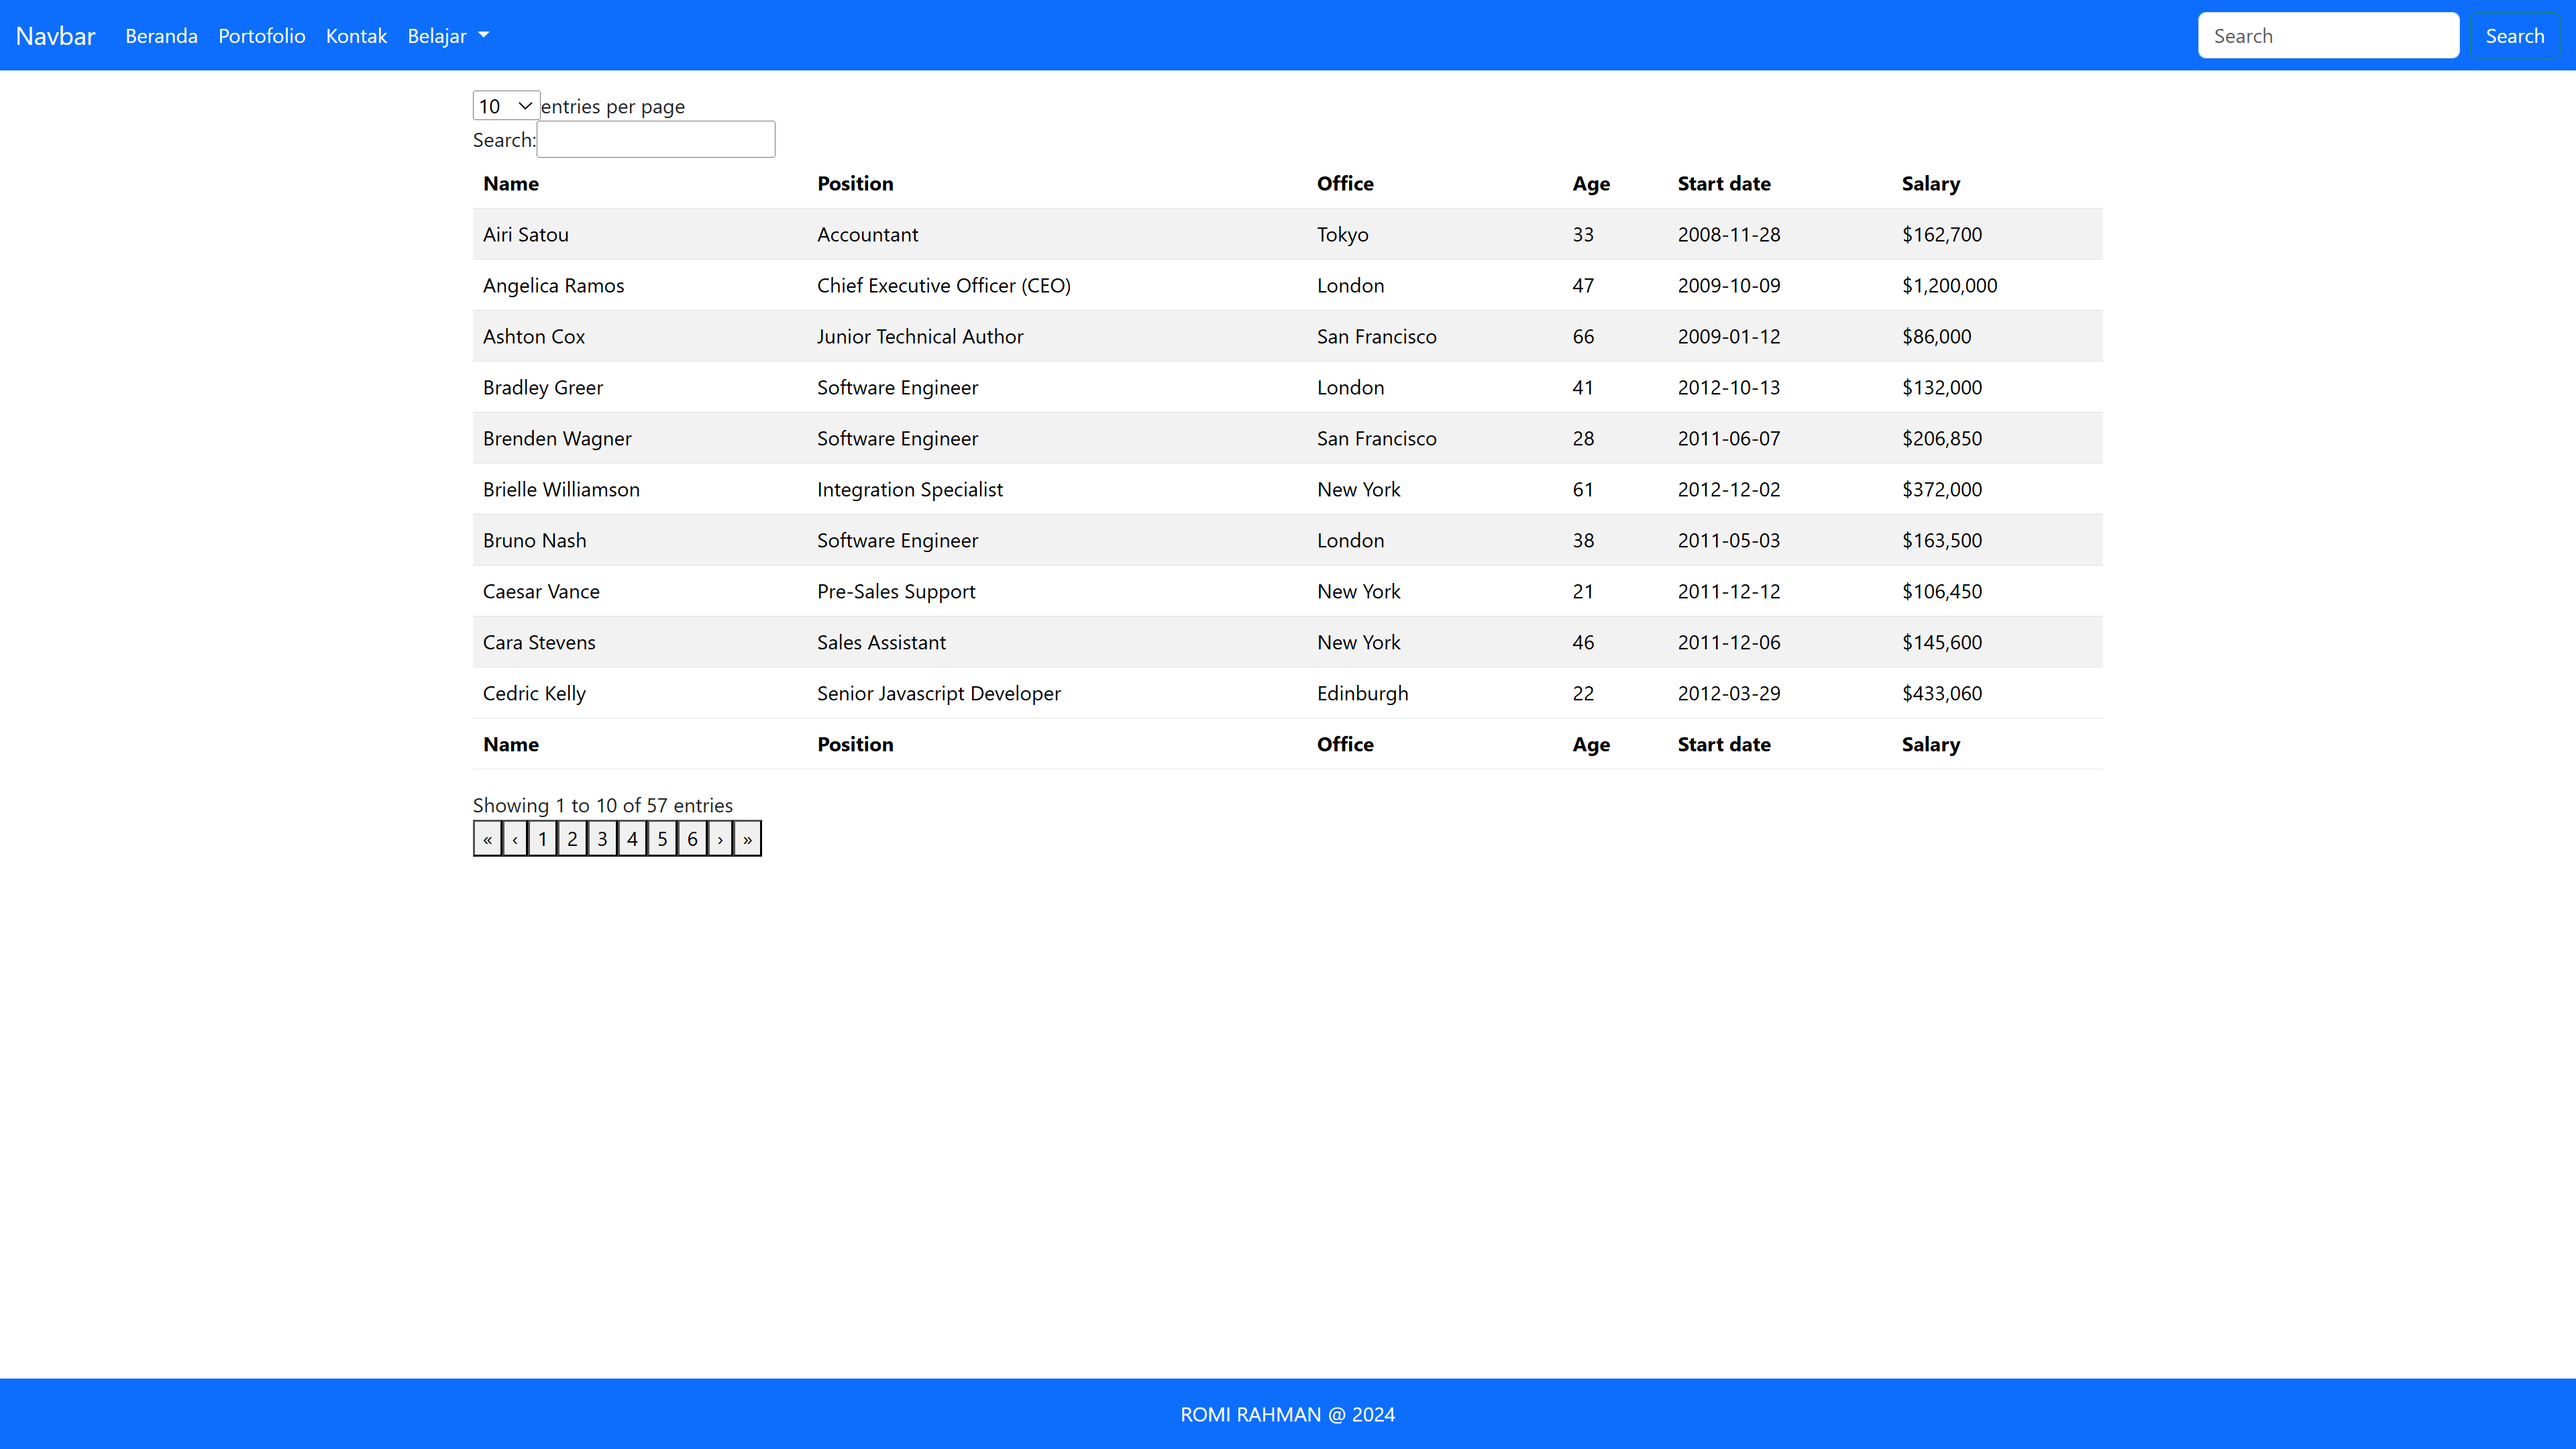 Navbar Beranda Portofolio Kontak Belajar Search Search
10 entries per page
Search:
Name Position Office Age Start date Salary
Airi Satou Accountant Tokyo 33 2008-11-28 $162,700
Angelica Ramos Chief Executive Officer (CEO) London 47 2009-10-09 $1,200,000
Ashton Cox Junior Technical Author San Francisco 66 2009-01-12 $86,000
Bradley Greer Software Engineer London 41 2012-10-13 $132,000
Brenden Wagner Software Engineer San Francisco 28 2011-06-07 $206,850
Brielle Williamson Integration Specialist New York 61 2012-12-02 $372,000
Bruno Nash Software Engineer London 38 2011-05-03 $163,500
Caesar Vance Pre-Sales Support New York 21 2011-12-12 $106,450
Cara Stevens Sales Assistant New York 46 2011-12-06 $145,600
Cedric Kelly Senior Javascript Developer Edinburgh 22 2012-03-29 $433,060
Name Position Office Age Start date Salary
Showing 1 to 10 of 57 entries
« ‹ 1 2 3 4 5 6 › »
ROMI RAHMAN @ 2024